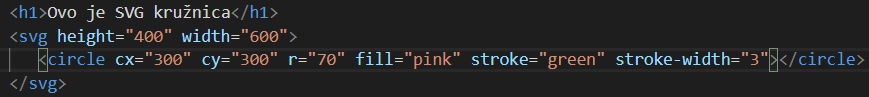 <h1>Ovo je SVG kružnica</h1>
<svg height="400" width="600">
<circle cx="300" cy="300" r="70" fill="pink" stroke="green" stroke-width="3"></circle>
</svg>